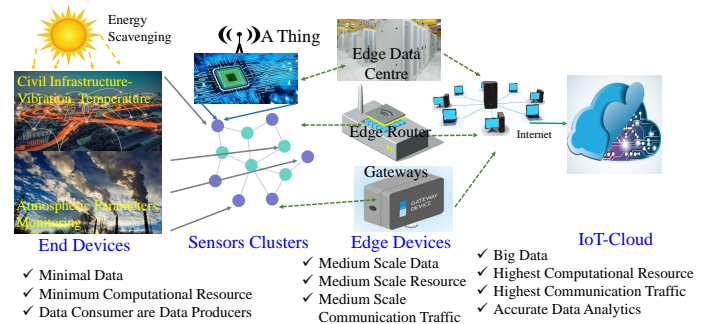 Energy
Scavenging
A Thing
Civil Infrastructure-
Vibration, Temperature
Atmospheric Parameters
Monitoring
Edge Data
Centre
Edge Router
Gateways
GATEWAY
DEVICE
Internet
End Devices
Sensors Clusters
Edge Devices
IoT-Cloud
✓ Minimal Data
✓ Minimum Computational Resource
✓ Data Consumer are Data Producers
✓ Medium Scale Data
✓ Medium Scale Resource
✓ Medium Scale
Communication Traffic
✓ Big Data
✓ Highest Computational Resource
✓ Highest Communication Traffic
✓ Accurate Data Analytics